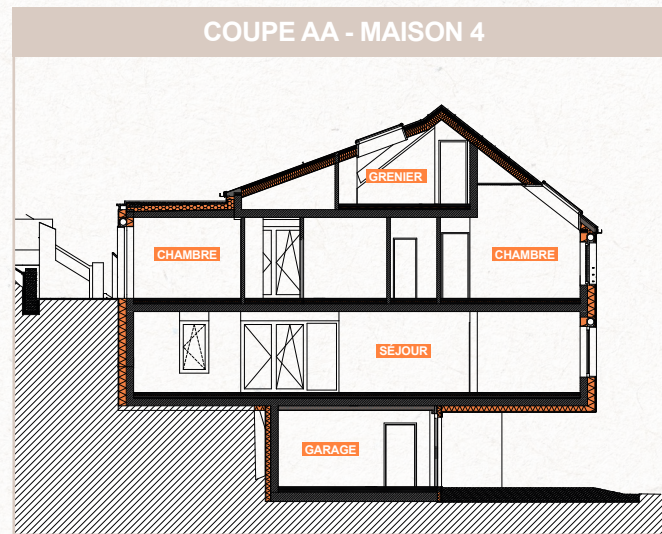 COUPE AA - MAISON 4
GRENIER
CHAMBRE
CHAMBRE
SÉJOUR
GARAGE